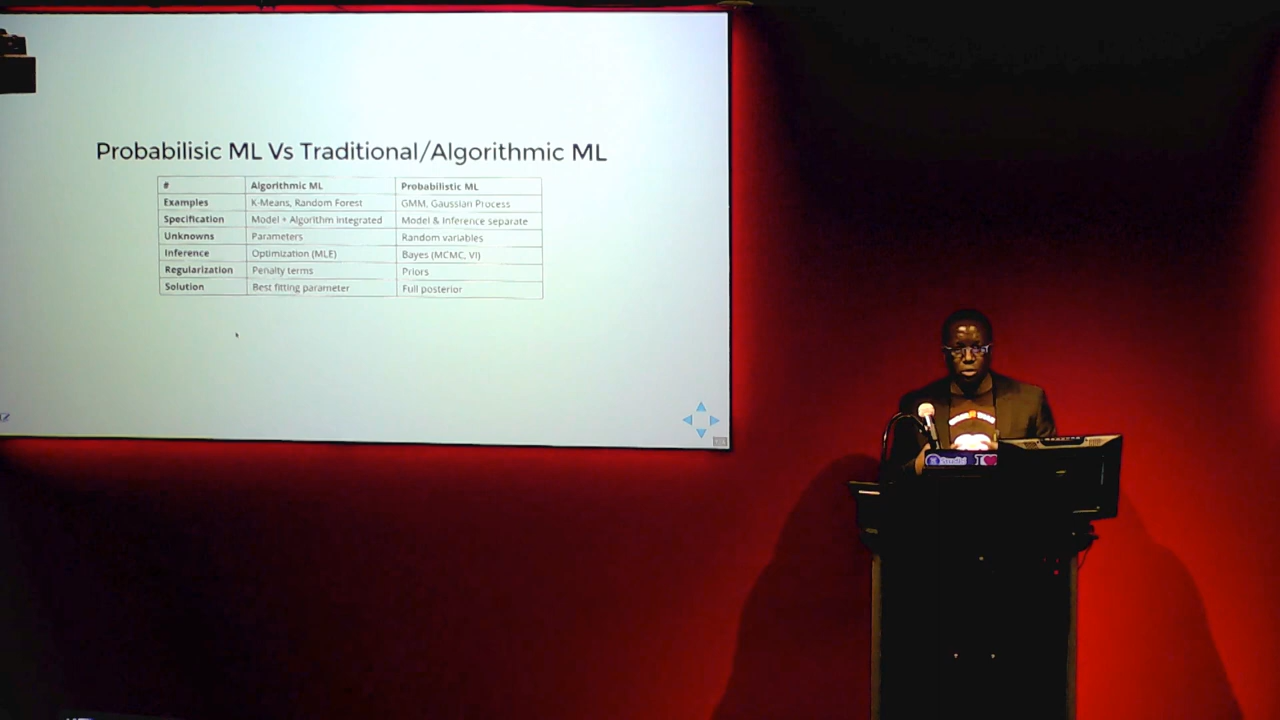 Probabilisic ML Vs Traditional/Algorithmic ML
# Algorithmic ML Probabilistic ML
Examples K-Means, Random Forest GMM, Gaussian Process
Specification Model + Algorithm integrated Model & Inference separate
Unknowns Parameters Random variables
Inference Optimization (MLE) Bayes (MCMC, VI)
Regularization Penalty terms Priors
Solution Best fitting parameter Full posterior
I